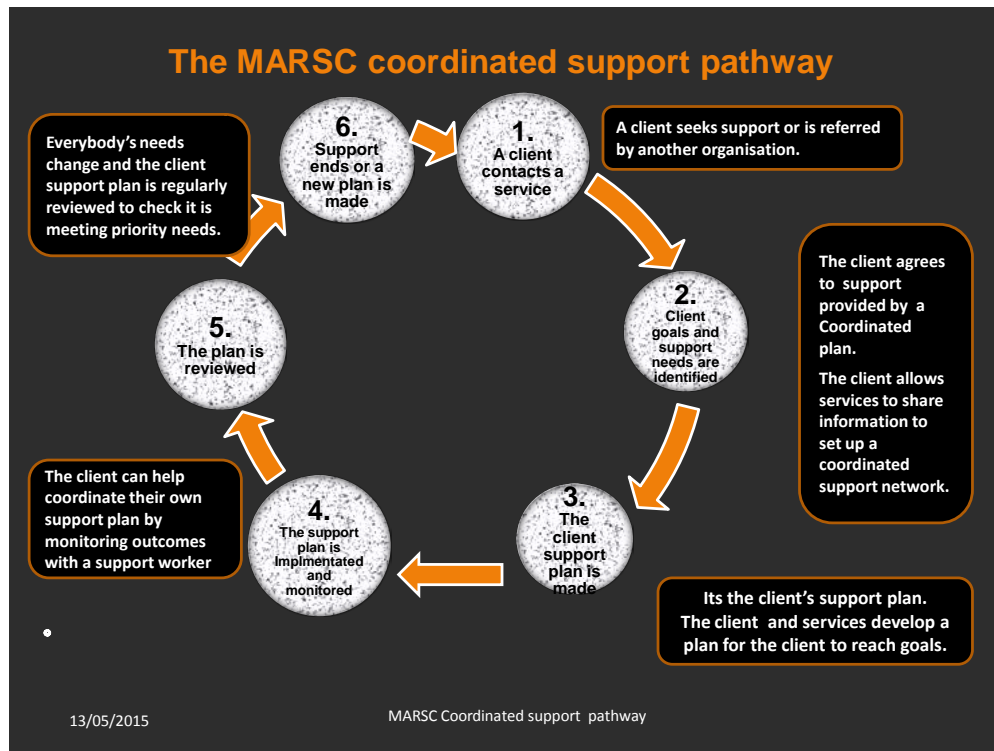 The MARSC coordinated support pathway
1.
A client
contacts a
service
A client seeks support or is referred
by another organisation.
2.
Client
goals and
support
needs are
identified
The client agrees
to support
provided by a
Coordinated
plan.
The client allows
services to share
information to
set up a
coordinated
support network.
3.
The
client
support
plan is
made
Its the client’s support plan.
The client and services develop a
plan for the client to reach goals.
4.
The support
plan is
Implmentated
and
monitored
The client can help
coordinate their own
support plan by
monitoring outcomes
with a support worker
5.
The plan is
reviewed
Everybody’s needs
change and the client
support plan is regularly
reviewed to check it is
meeting priority needs.
6.
Support
ends or a
new plan is
made
13/05/2015
MARSC Coordinated support pathway